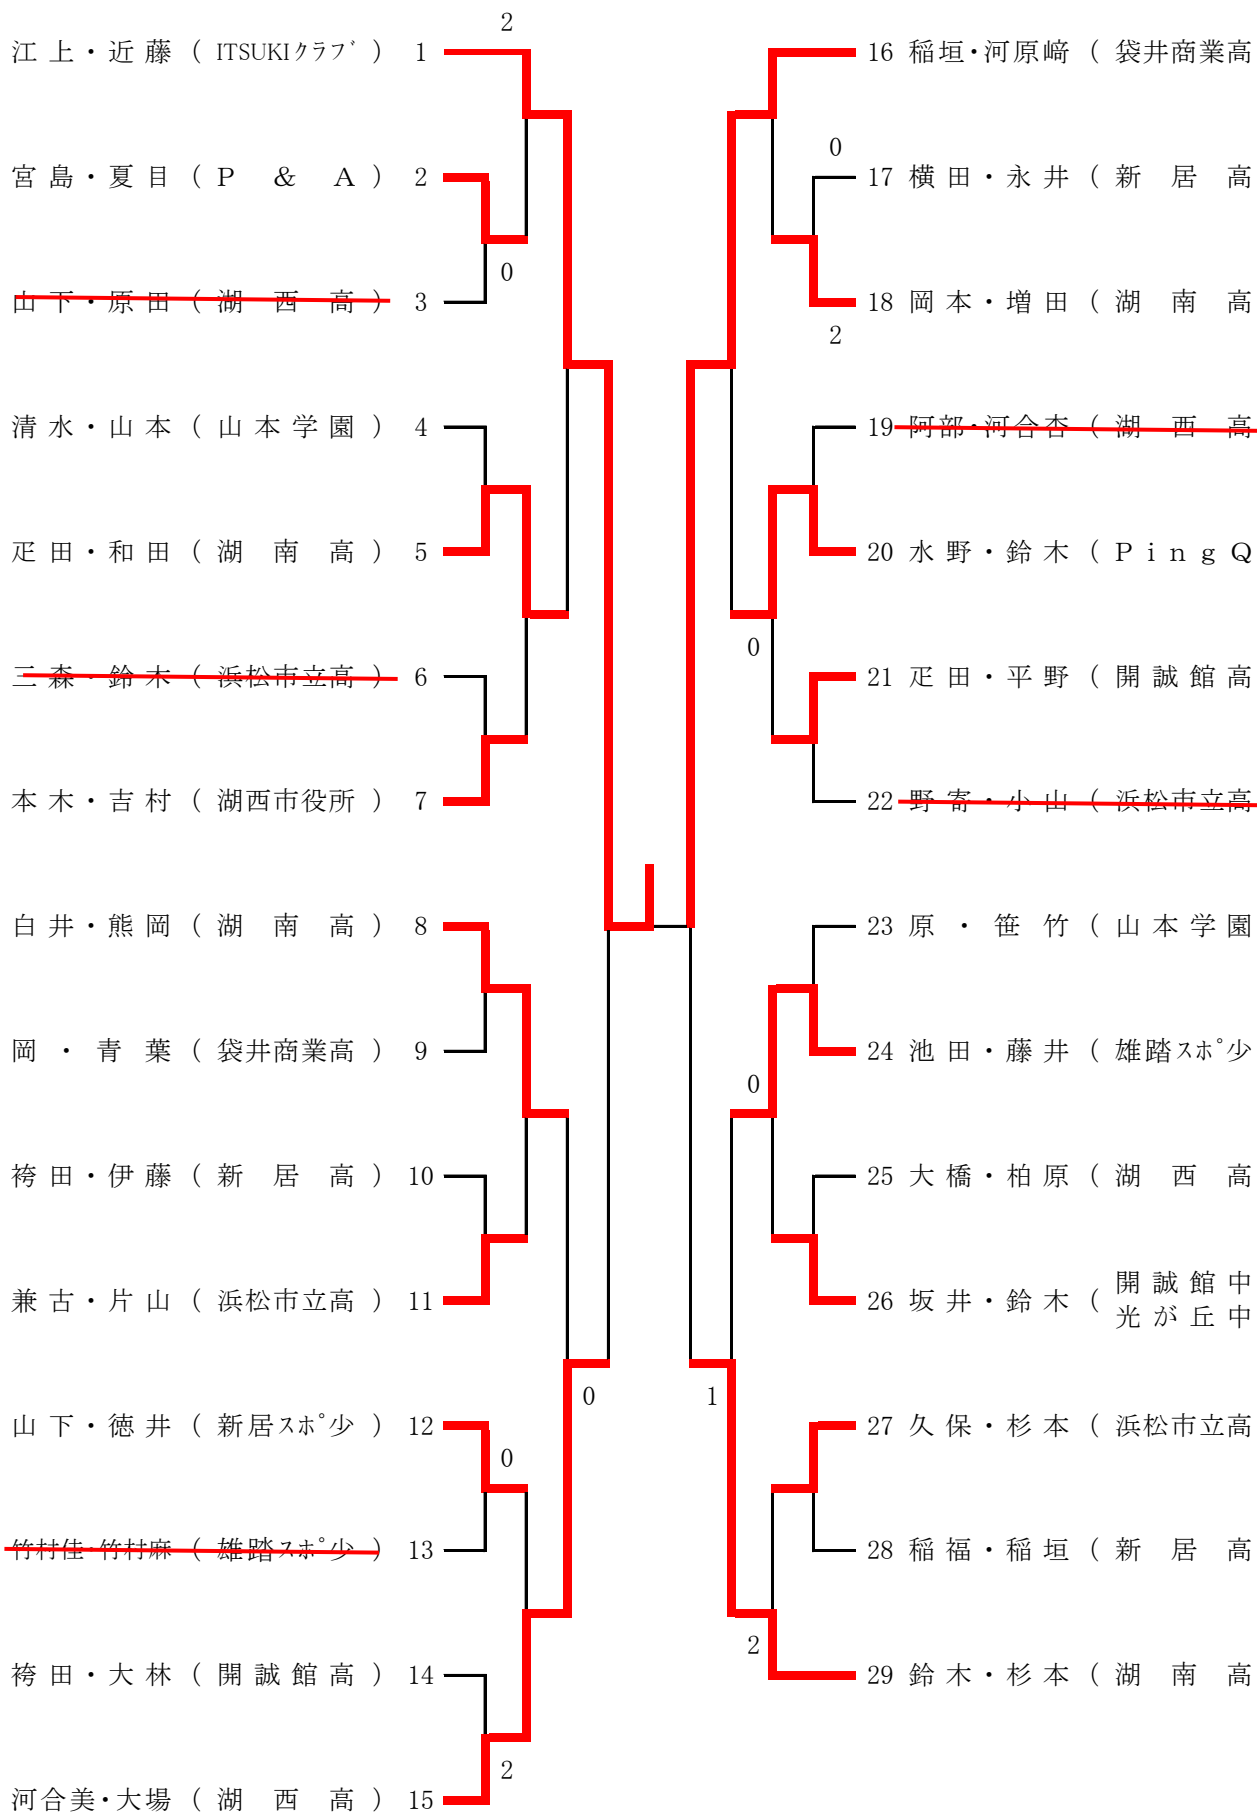 2
江上・近藤 ( ITSUKIクラブ ) 1
宮島・夏目 ( P & A ) 2
0
山下・原田 ( 湖西高 ) 3
清水・山本 ( 山本学園 ) 4
疋田・和田 ( 湖南高 ) 5
三森・鈴木 ( 浜松市立高 ) 6
本木・吉村 ( 湖西市役所 ) 7
白井・熊岡 ( 湖南高 ) 8
岡・青葉 ( 袋井商業高 ) 9
袴田・伊藤 ( 新居高 ) 10
兼古・片山 ( 浜松市立高 ) 11
0
山下・徳井 ( 新居スポ少 ) 12
0
竹村佳・竹村麻 ( 雄踏スポ少 ) 13
袴田・大林 ( 開誠館高 ) 14
2
河合美・大場 ( 湖西高 ) 15
16 稲垣・河原﨑 ( 袋井商業高
0
17 横田・永井 ( 新居高
18 岡本・増田 ( 湖南高
2
19 阿部・河合杏 ( 湖西高
20 水野・鈴木 ( PingQ
0
21 疋田・平野 ( 開誠館高
22 野寄・小山 ( 浜松市立高
23 原・笹竹 ( 山本学園
24 池田・藤井 ( 雄踏スポ少
0
25 大橋・柏原 ( 湖西高
26 坂井・鈴木 ( 開誠館中
光が丘中
1
27 久保・杉本 ( 浜松市立高
28 稲福・稲垣 ( 新居高
2
29 鈴木・杉本 ( 湖南高